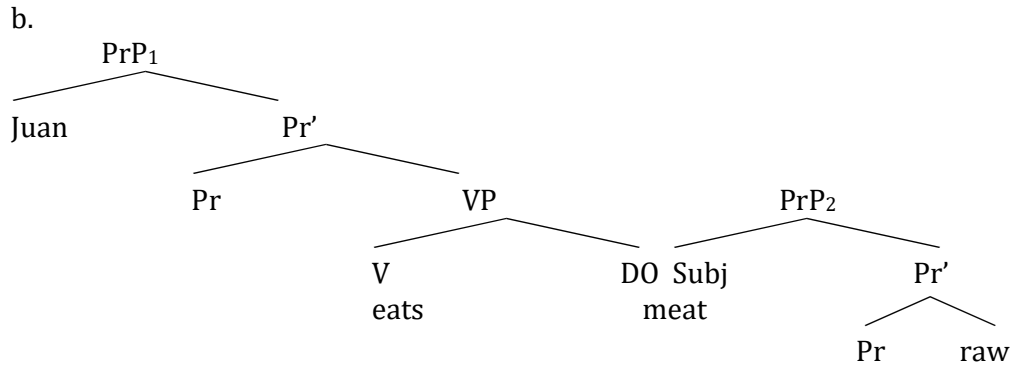 b.
PrP₁
Juan Pr’
Pr VP PrP₂
V DO Subj Pr’
eats meat
Pr raw